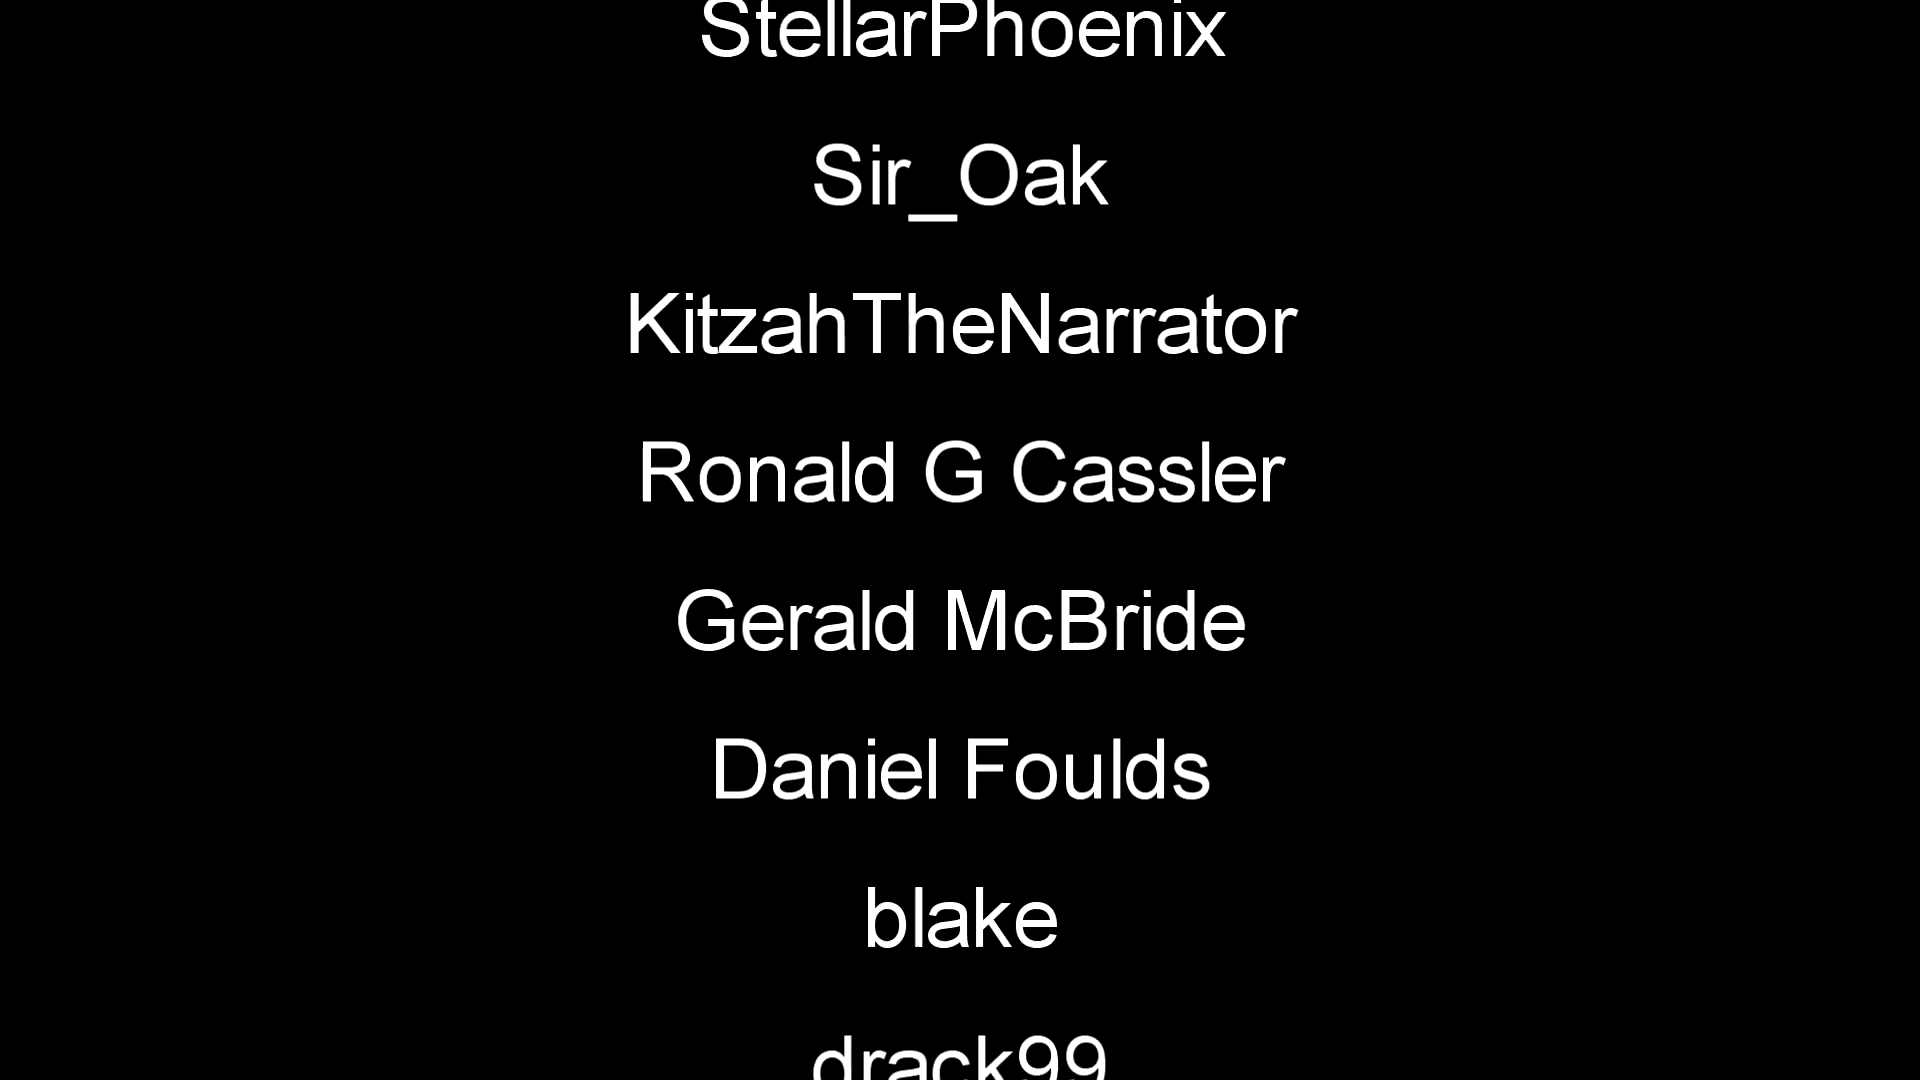 StellarPhoenix
Sir_Oak
KitzahTheNarrator
Ronald G Cassler
Gerald McBride
Daniel Foulds
blake
drack99